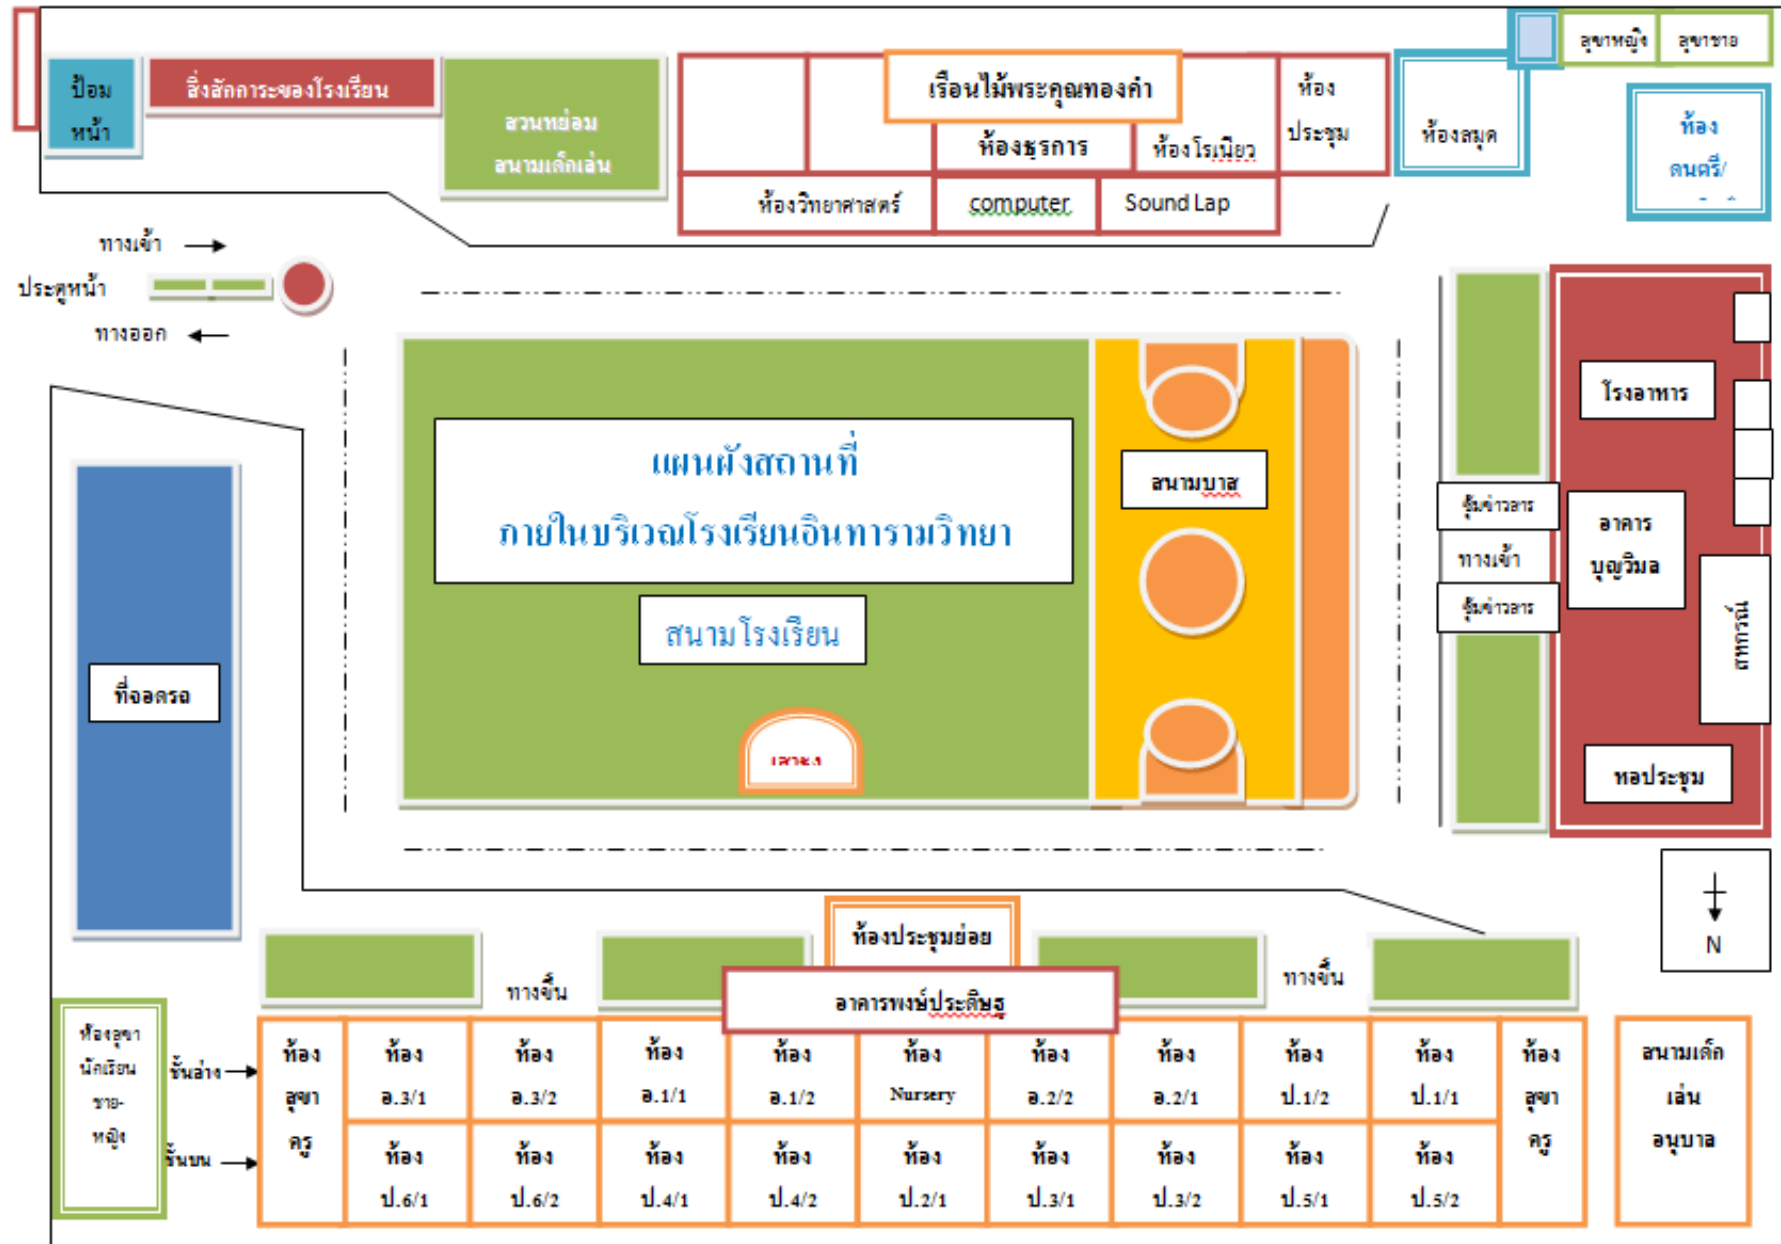 ป้อม
หน้า
สิ่งสักการะของโรงเรียน
สวนหย่อม
สนามเด็กเล่น
เรือนไม้พระคุณทองคำ
ห้องธุรการ
ห้องโรเนียว
ห้อง
ประชุม
ห้องวิทยาศาสตร์
computer
Sound Lap
ห้องสมุด
สุขาหญิง
สุขาชาย
ห้อง
ดนตรี/
ทางเข้า
ประตูหน้า
ทางออก
แผนผังสถานที่
ภายในบริเวณโรงเรียนอินทารามวิทยา
สนามโรงเรียน
สนามบาส
ที่จอดรถ
ซุ้มข่าวสาร
ทางเข้า
ซุ้มข่าวสาร
โรงอาหาร
อาคาร
บุญวิมล
สหกรณ์
หอประชุม
N
ห้องประชุมย่อย
อาคารพงษ์ประดิษฐ
ทางขึ้น
ทางขึ้น
ห้องสุขา
นักเรียน
ชาย-
หญิง
ชั้นล่าง
ชั้นบน
ห้อง
สุขา
ครู
ห้อง
อ.3/1
ห้อง
อ.3/2
ห้อง
อ.1/1
ห้อง
อ.1/2
ห้อง
Nursery
ห้อง
อ.2/2
ห้อง
อ.2/1
ห้อง
ป.1/2
ห้อง
ป.1/1
ห้อง
สุขา
ครู
ห้อง
ป.6/1
ห้อง
ป.6/2
ห้อง
ป.4/1
ห้อง
ป.4/2
ห้อง
ป.2/1
ห้อง
ป.3/1
ห้อง
ป.3/2
ห้อง
ป.5/1
ห้อง
ป.5/2
สนามเด็ก
เล่น
อนุบาล